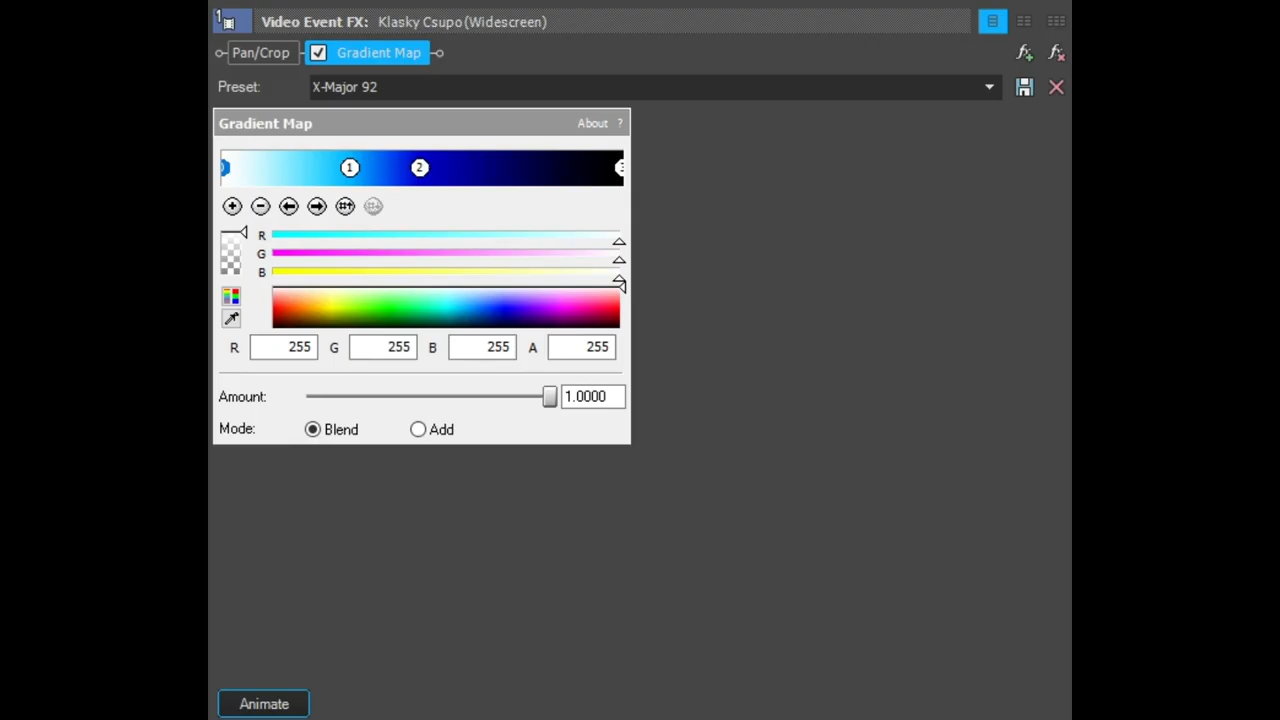 1 Video Event FX: Klasky Csupo (Widescreen)
Pan/Crop Gradient Map
Preset: X-Major 92
Gradient Map About ?
1 2
R
G
B
R 255 G 255 B 255 A 255
Amount: 1.0000
Mode: Blend Add
Animate